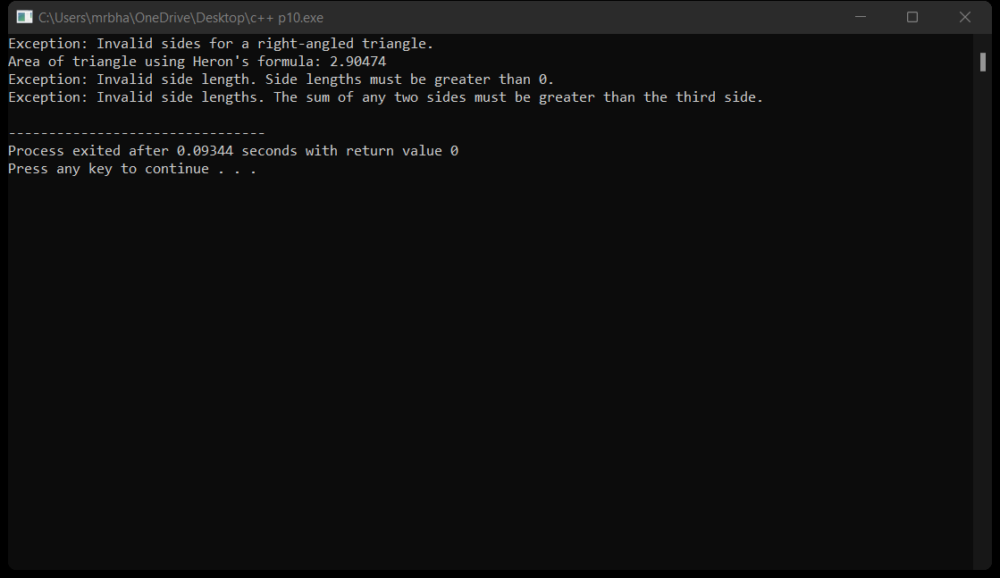 C:\Users\mrbha\OneDrive\Desktop\c++ p10.exe
Exception: Invalid sides for a right-angled triangle.
Area of triangle using Heron's formula: 2.90474
Exception: Invalid side length. Side lengths must be greater than 0.
Exception: Invalid side lengths. The sum of any two sides must be greater than the third side.
--------------------------------
Process exited after 0.09344 seconds with return value 0
Press any key to continue . . .